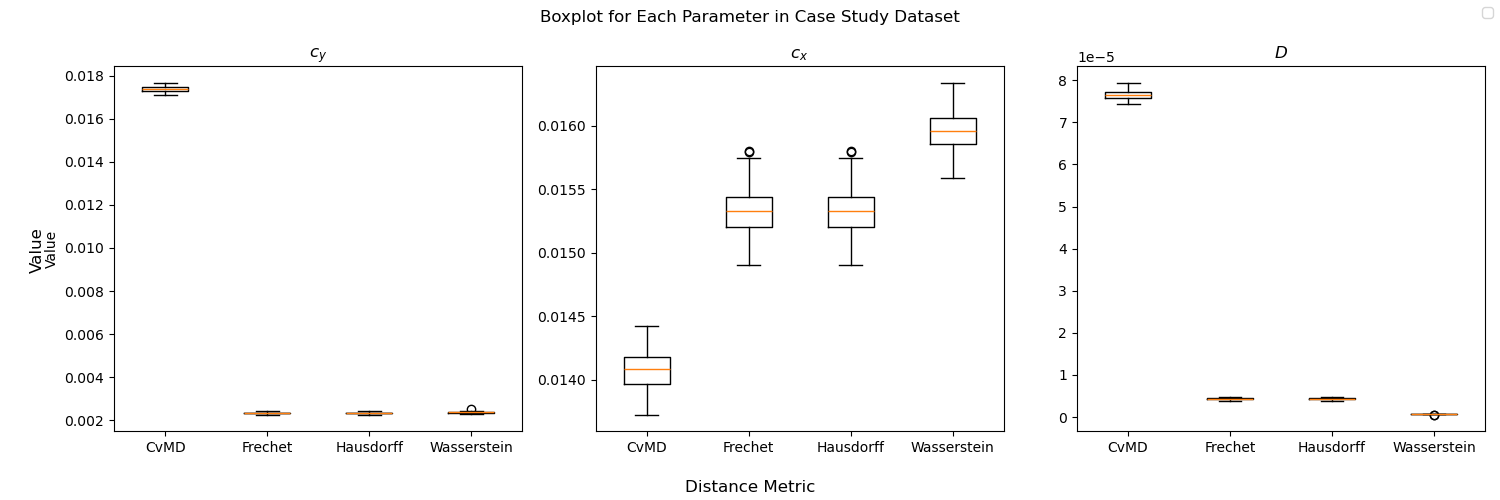 Boxplot for Each Parameter in Case Study Dataset
c_y
0.018
0.016
0.014
0.012
0.010
0.008
0.006
0.004
0.002
Value
Value
CvMD Frechet Hausdorff Wasserstein
c_x
0.0160
0.0155
0.0150
0.0145
0.0140
CvMD Frechet Hausdorff Wasserstein
D
1e−5
8
7
6
5
4
3
2
1
0
CvMD Frechet Hausdorff Wasserstein
Distance Metric